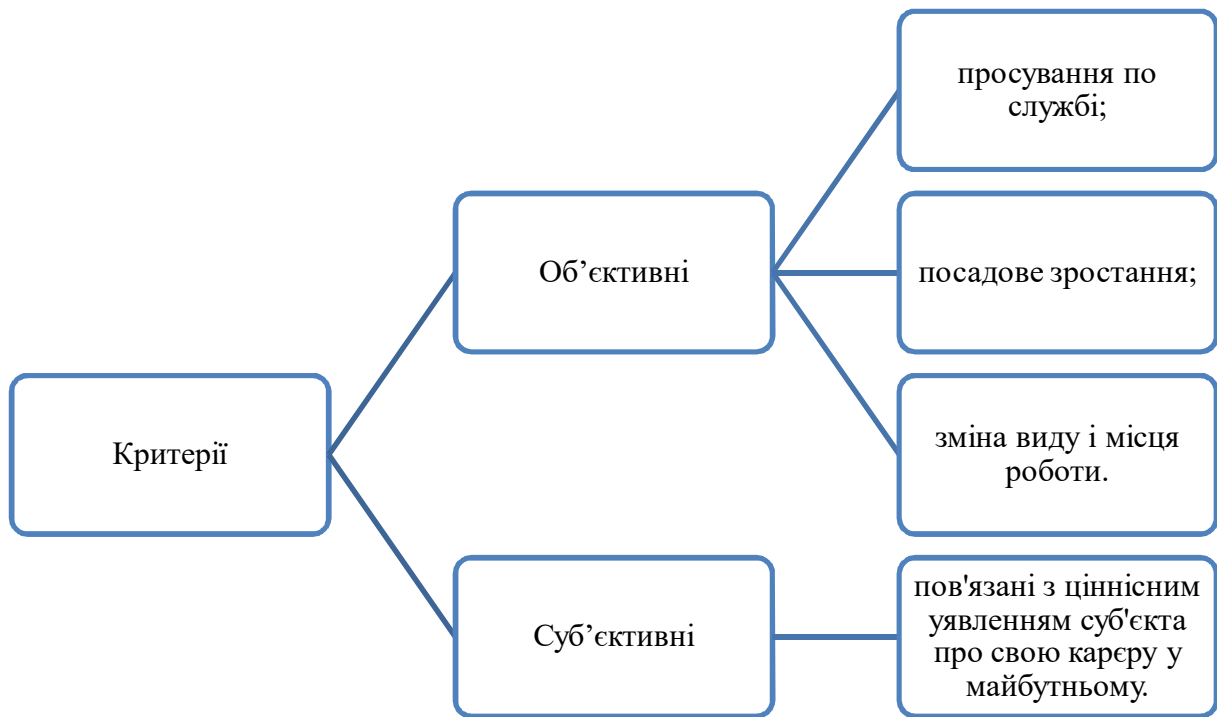 Критерії
Об’єктивні
просування по
службі;
посадове зростання;
зміна виду і місця
роботи.
Суб’єктивні
пов'язані з ціннісним
уявленням суб'єкта
про свою карєру у
майбутньому.